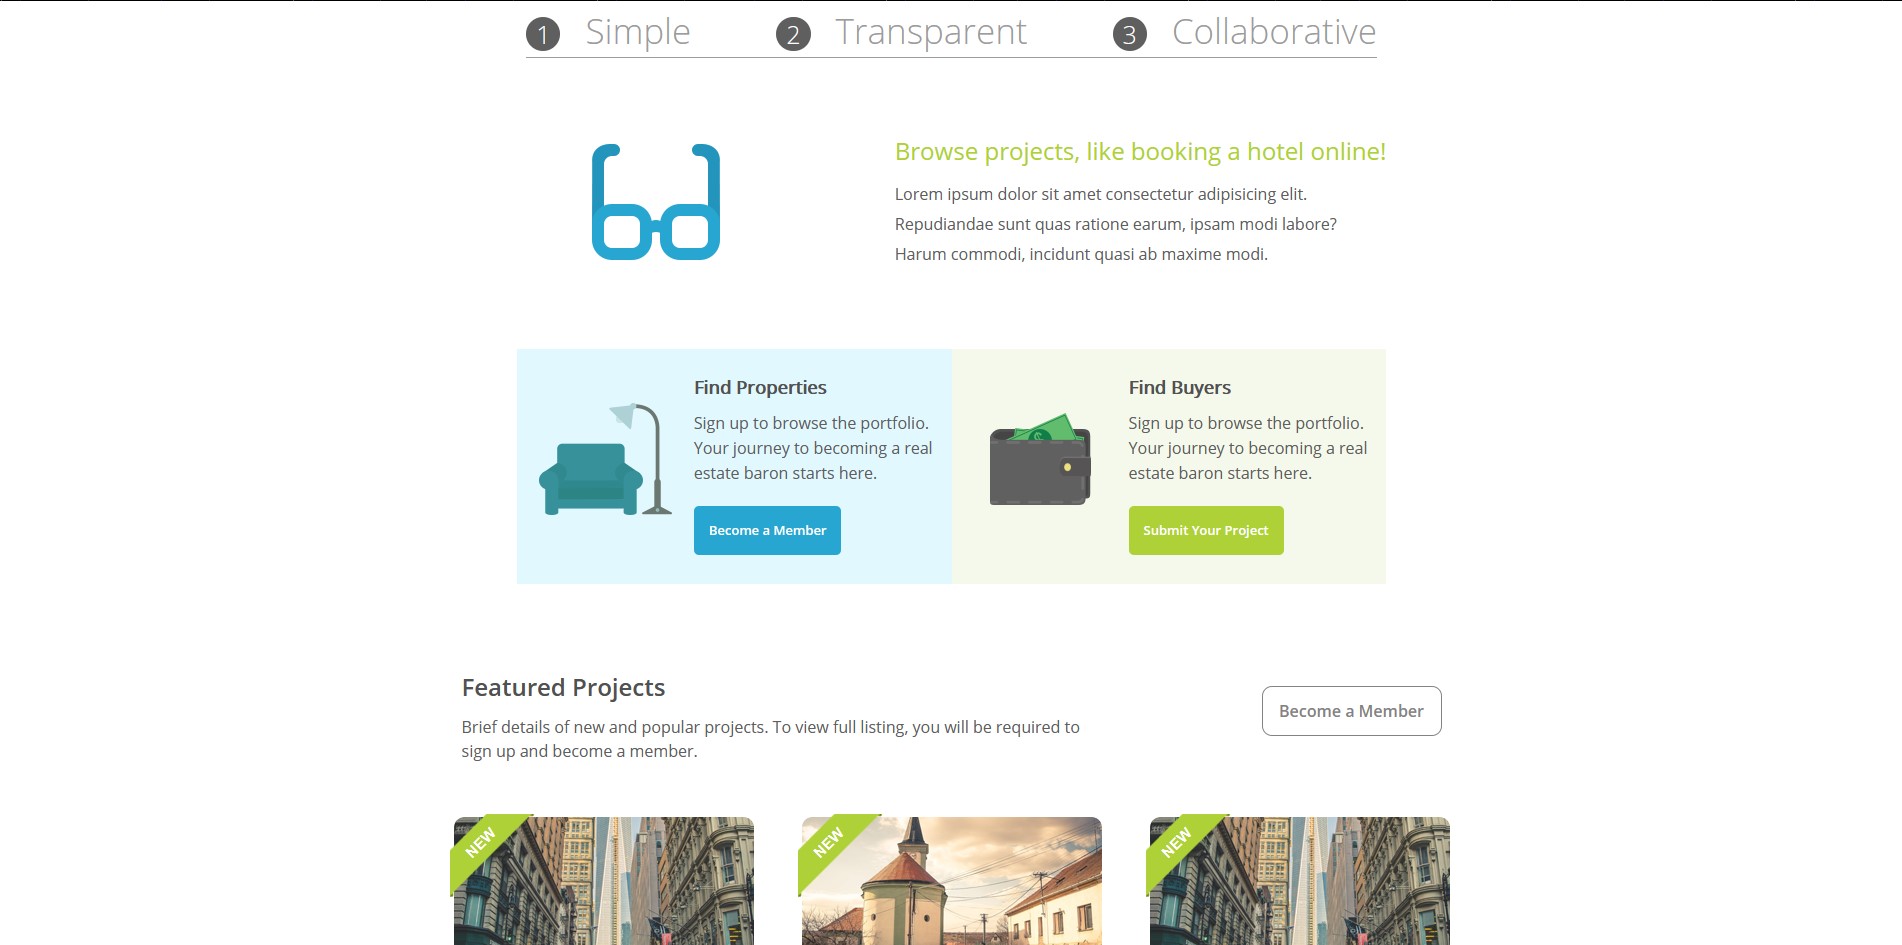 1 Simple 2 Transparent 3 Collaborative
Browse projects, like booking a hotel online!
Lorem ipsum dolor sit amet consectetur adipisicing elit.
Repudiandae sunt quas ratione earum, ipsam modi labore?
Harum commodi, incidunt quasi ab maxime modi.
Find Properties
Sign up to browse the portfolio.
Your journey to becoming a real
estate baron starts here.
Become a Member
Find Buyers
Sign up to browse the portfolio.
Your journey to becoming a real
estate baron starts here.
Submit Your Project
Featured Projects
Brief details of new and popular projects. To view full listing, you will be required to
sign up and become a member.
Become a Member
NEW
NEW
NEW